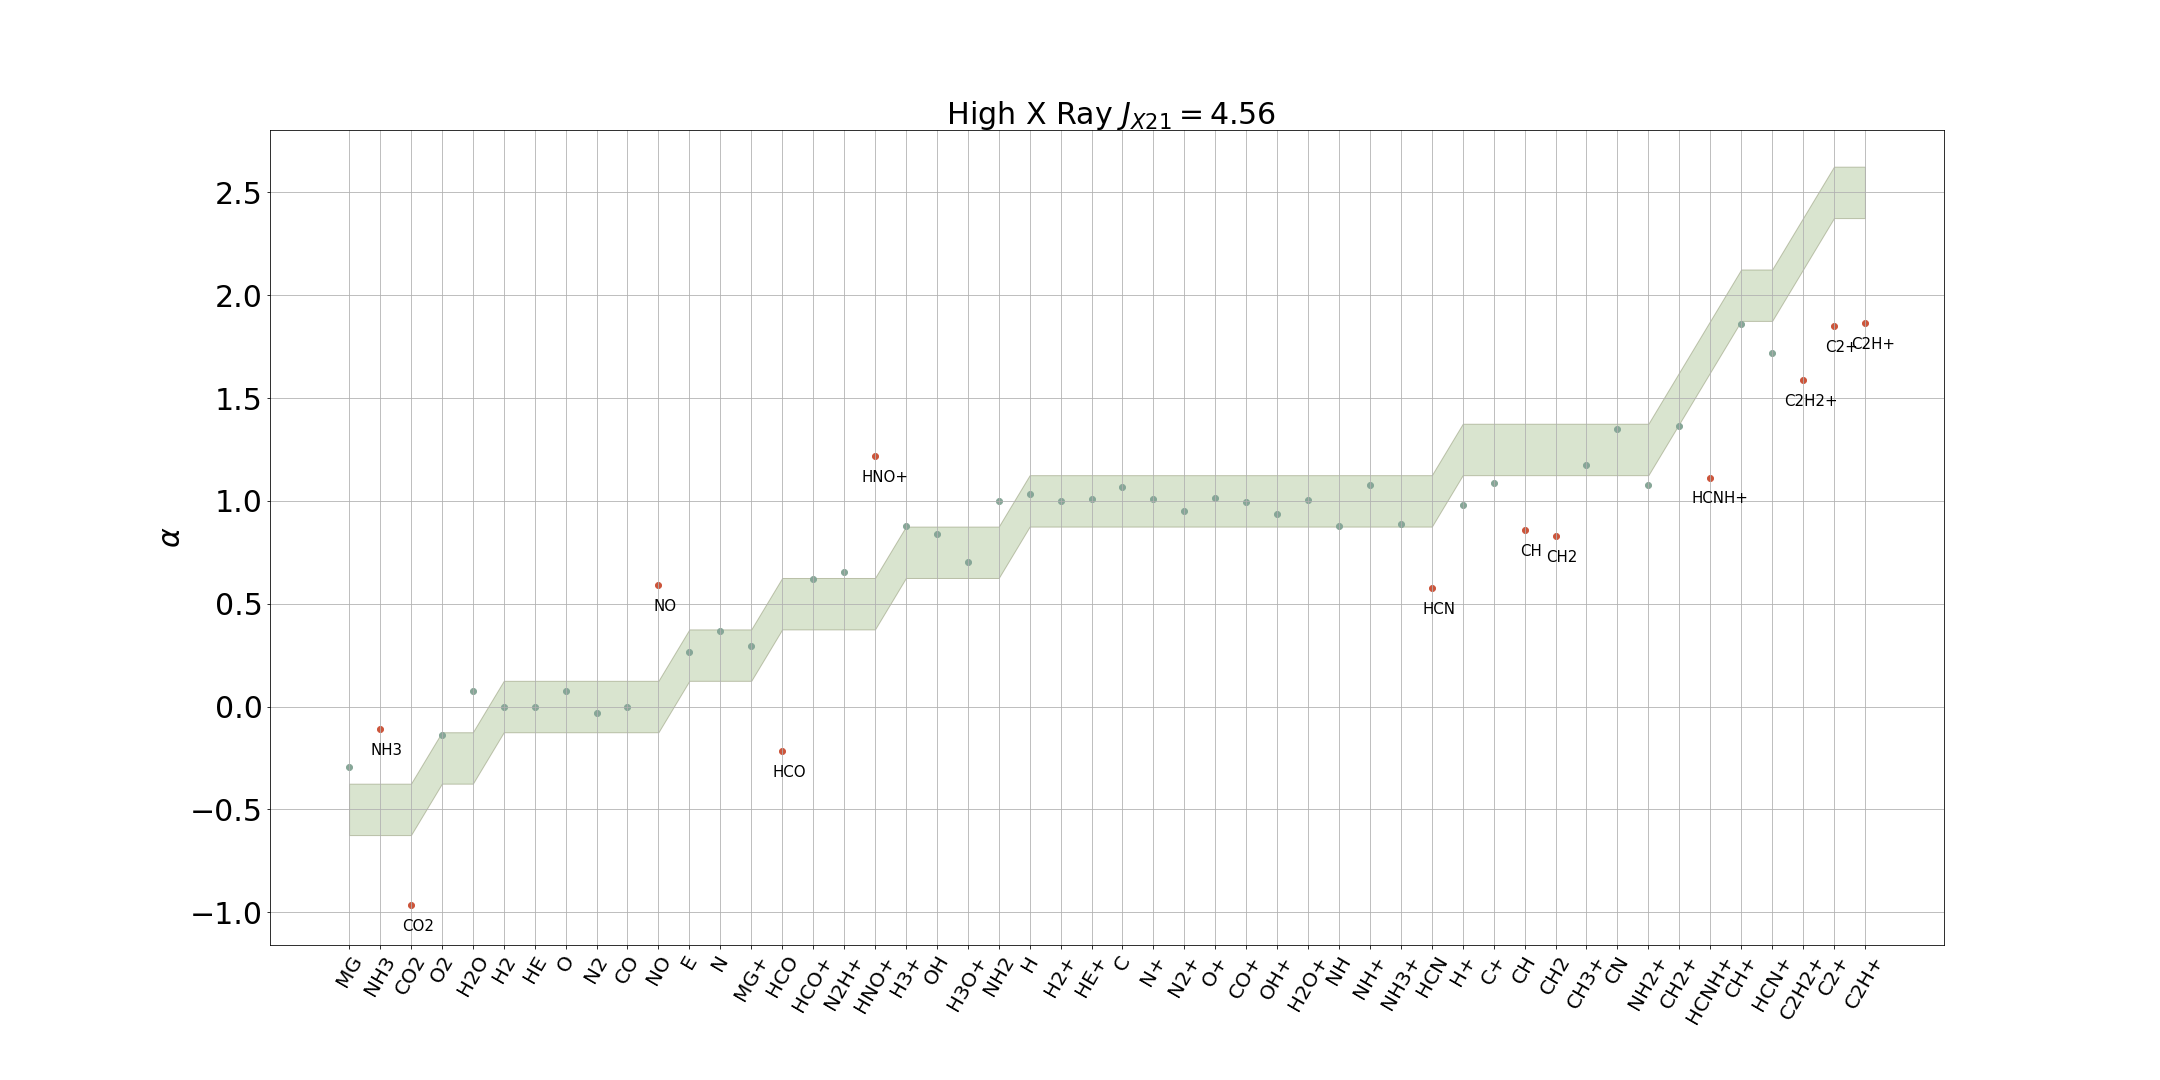 High X Ray J_{X21} = 4.56
α
2.5
2.0
1.5
1.0
0.5
0.0
−0.5
−1.0
NH3
CO2
NO
HCO
HNO+
HCN
CH
CH2
HCNH+
C2H2+
C2+
C2H+
MG
NH3
CO2
O2
H2O
H2
HE
O
N2
CO
NO
E
N
MG+
HCO
HCO+
N2H+
HNO+
H3+
OH
H3O+
NH2
H
H2+
HE+
C
N+
N2+
O+
CO+
OH+
H2O+
NH
NH+
NH3+
HCN
H+
C+
CH
CH2
CH3+
CN
NH2+
CH2+
HCNH+
CH+
HCN+
C2H2+
C2+
C2H+